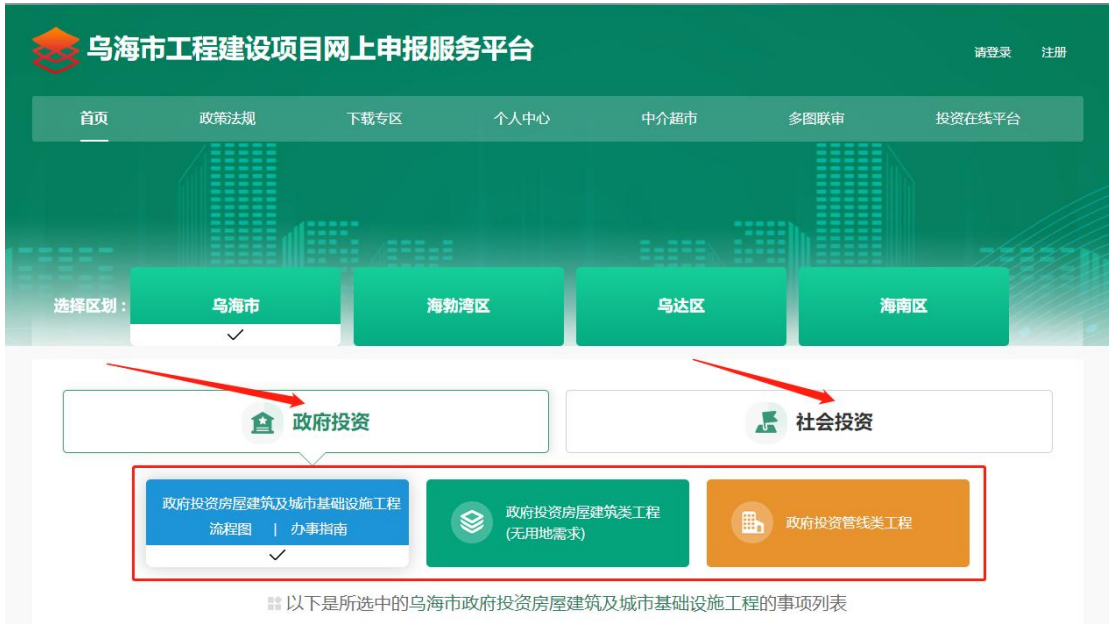 乌海市工程建设项目网上申报服务平台
请登录 注册
首页 政策法规 下载专区 个人中心 中介超市 多图联审 投资在线平台
选择区划： 乌海市 海勃湾区 乌达区 海南区
政府投资 社会投资
政府投资房屋建筑及城市基础设施工程
流程图 | 办事指南
政府投资房屋建筑类工程
(无用地需求)
政府投资管线类工程
以下是所选中的乌海市政府投资房屋建筑及城市基础设施工程的事项列表